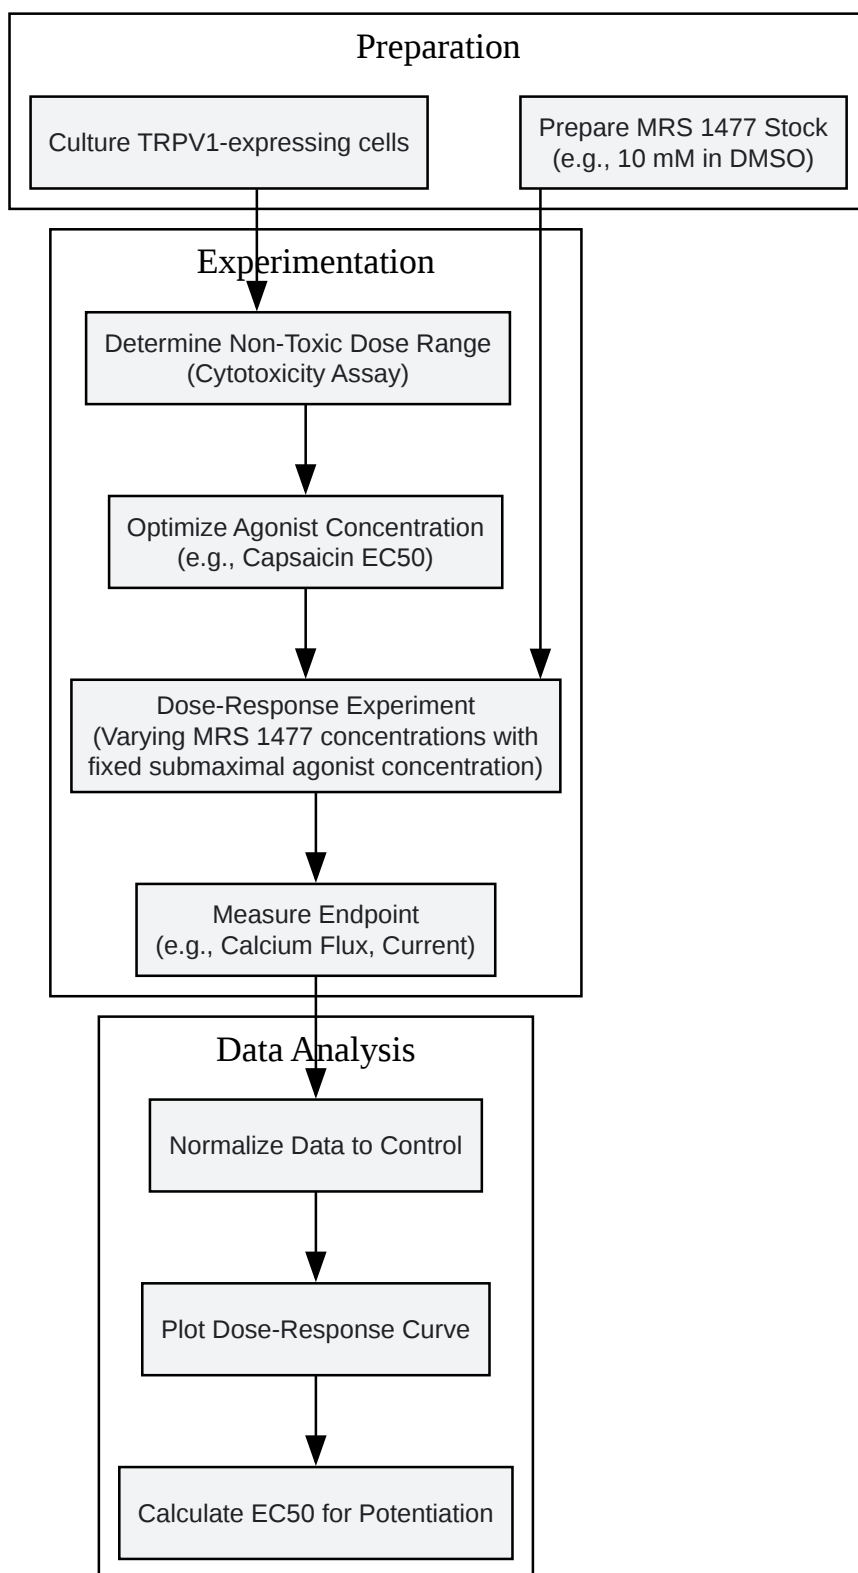 Preparation
Culture TRPV1-expressing cells
Prepare MRS 1477 Stock
(e.g., 10 mM in DMSO)
Experimentation
Determine Non-Toxic Dose Range
(Cytotoxicity Assay)
Optimize Agonist Concentration
(e.g., Capsaicin EC50)
Dose-Response Experiment
(Varying MRS 1477 concentrations with
fixed submaximal agonist concentration)
Measure Endpoint
(e.g., Calcium Flux, Current)
Data Analysis
Normalize Data to Control
Plot Dose-Response Curve
Calculate EC50 for Potentiation